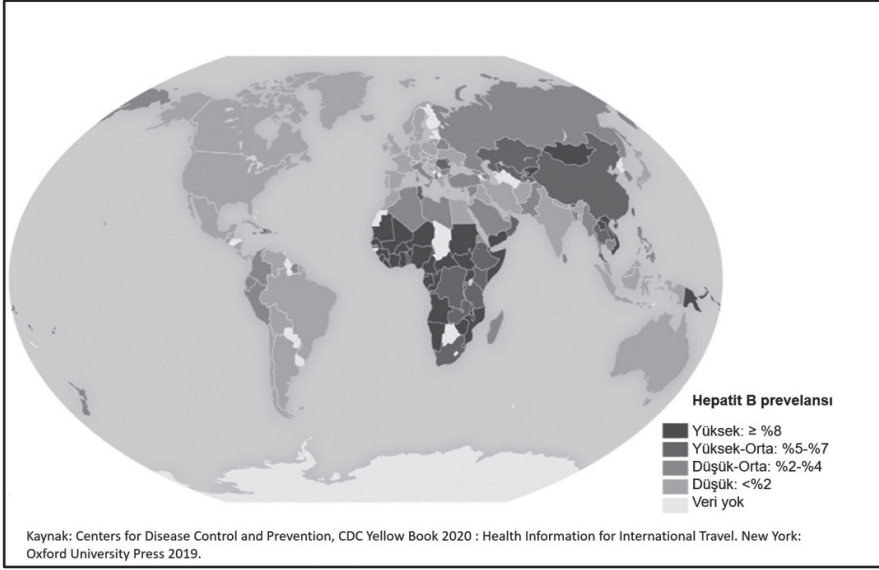 Hepatit B prevelansı
Yüksek: ≥ %8
Yüksek-Orta: %5-%7
Düşük-Orta: %2-%4
Düşük: <%2
Veri yok
Kaynak: Centers for Disease Control and Prevention, CDC Yellow Book 2020 : Health Information for International Travel. New York:
Oxford University Press 2019.